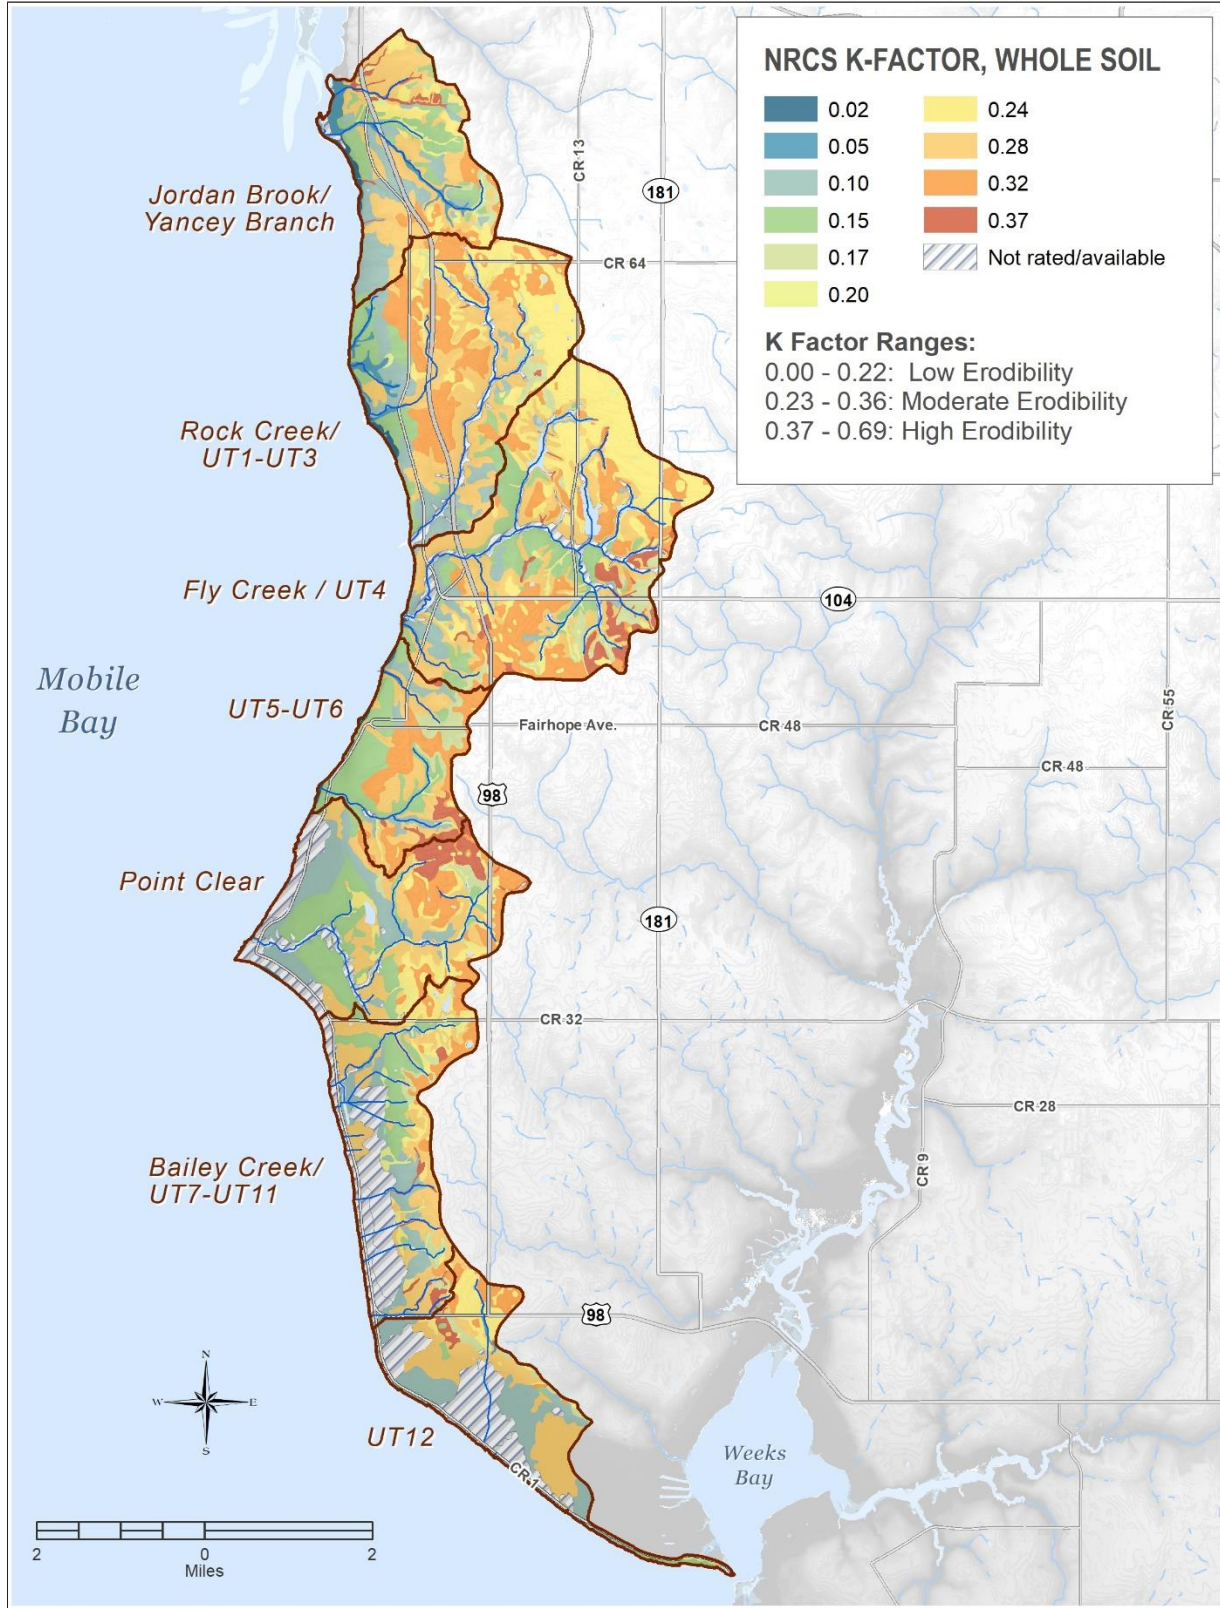 NRCS K-FACTOR, WHOLE SOIL
0.02
0.05
0.10
0.15
0.17
0.20
0.24
0.28
0.32
0.37
Not rated/available
K Factor Ranges:
0.00 - 0.22: Low Erodibility
0.23 - 0.36: Moderate Erodibility
0.37 - 0.69: High Erodibility
CR 13
181
Jordan Brook/
Yancey Branch
CR 64
Rock Creek/
UT1-UT3
Fly Creek / UT4
104
Mobile
Bay
UT5-UT6
Fairhope Ave.
CR 48
CR 55
CR 48
98
Point Clear
181
CR 32
CR 28
Bailey Creek/
UT7-UT11
CR 9
98
N
W
E
S
UT12
CR 1
Weeks
Bay
2
0
2
Miles